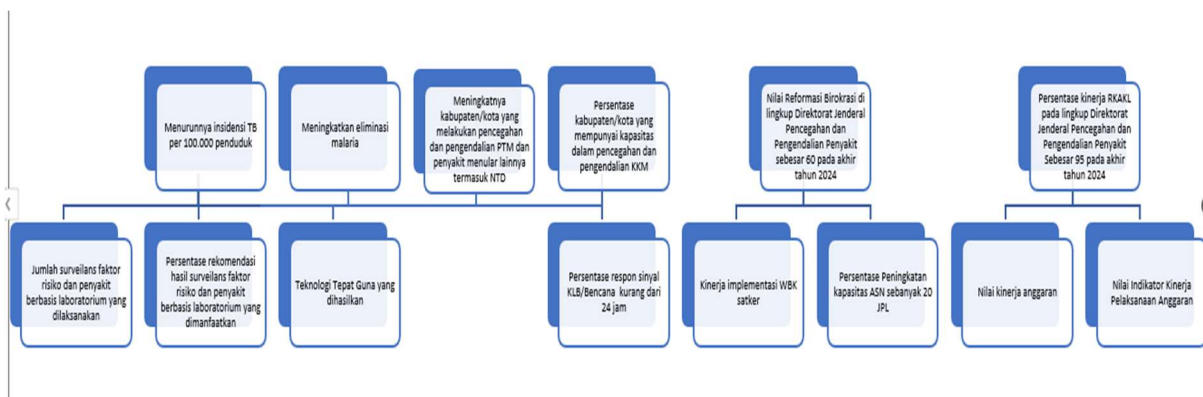 Menurunnya insidensi TB
per 100.000 penduduk
Meningkatkan eliminasi
malaria
Meningkatnya
kabupaten/kota yang
melakukan pencegahan
dan pengendalian PTM dan
penyakit menular lainnya
termasuk NTD
Persentase
kabupaten/kota yang
mempunyai kapasitas
dalam pencegahan dan
pengendalian KKM
Nilai Reformasi Birokrasi di
lingkup Direktorat Jenderal
Pencegahan dan
Pengendalian Penyakit
sebesar 60 pada akhir
tahun 2024
Persentase kinerja RKAKL
pada lingkup Direktorat
Jenderal Pencegahan dan
Pengendalian Penyakit
Sebesar 95 pada akhir
tahun 2024
Jumlah surveilans faktor
risiko dan penyakit
berbasis laboratorium yang
dilaksanakan
Persentase rekomendasi
hasil surveilans faktor
risiko dan penyakit
berbasis laboratorium yang
dimanfaatkan
Teknologi Tepat Guna yang
dihasilkan
Persentase respon sinyal
KLB/Bencana kurang dari
24 jam
Kinerja implementasi WBK
satker
Persentase Peningkatan
kapasitas ASN sebanyak 20
JPL
Nilai kinerja anggaran
Nilai Indikator Kinerja
Pelaksanaan Anggaran